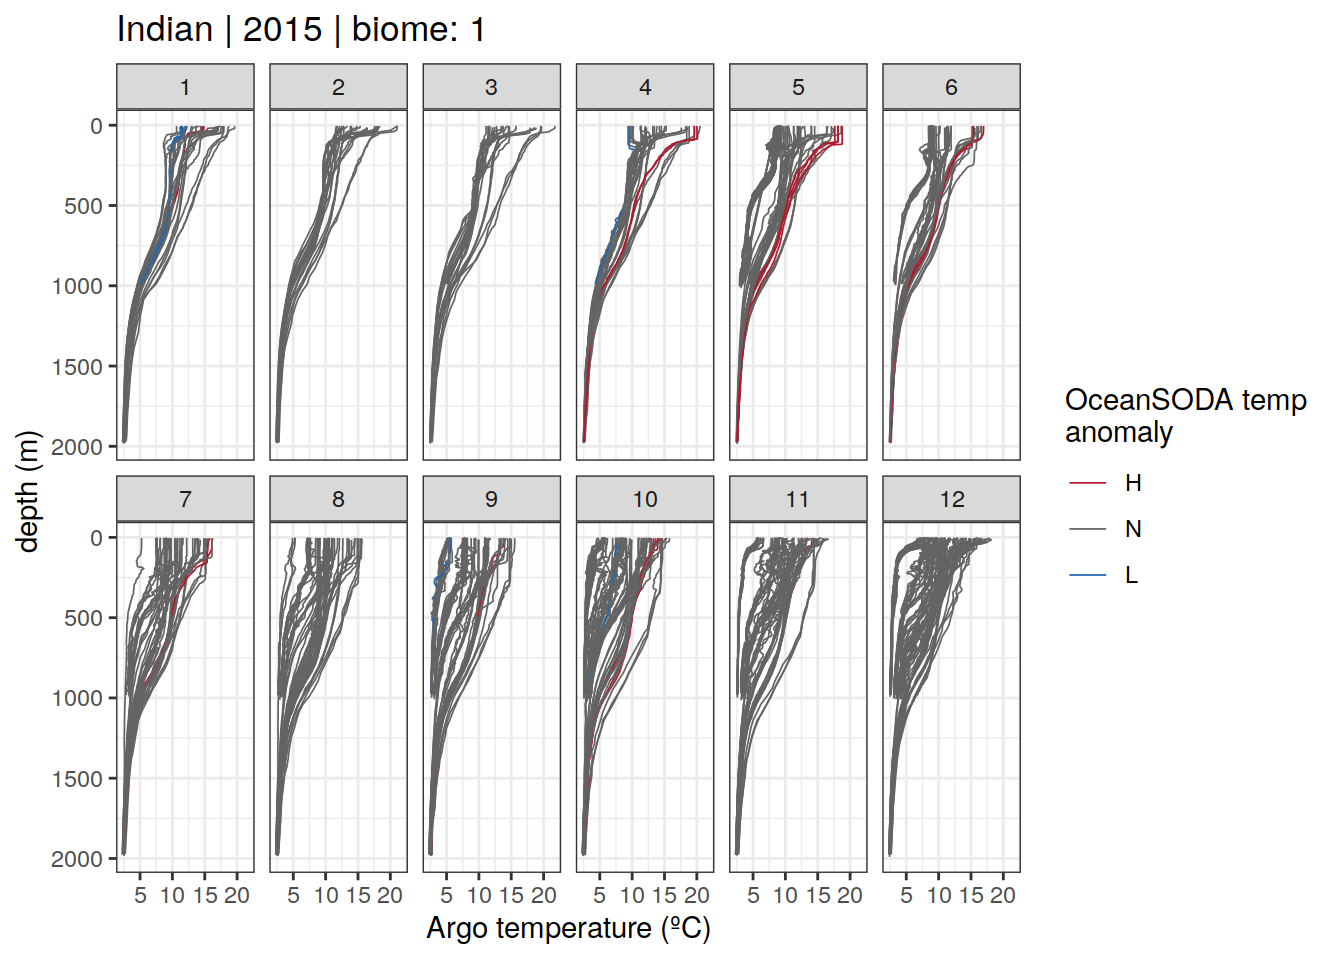 Indian | 2015 | biome: 1
1 2 3 4 5 6
0
500
1000
1500
2000
7 8 9 10 11 12
0
500
1000
1500
2000
5 10 15 20 5 10 15 20 5 10 15 20 5 10 15 20 5 10 15 20 5 10 15 20
Argo temperature (ºC)
depth (m)
OceanSODA temp
anomaly
H
N
L